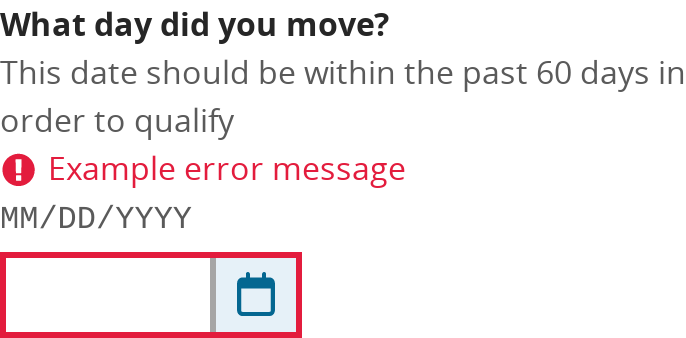 What day did you move?
This date should be within the past 60 days in
order to qualify
Example error message
MM/DD/YYYY